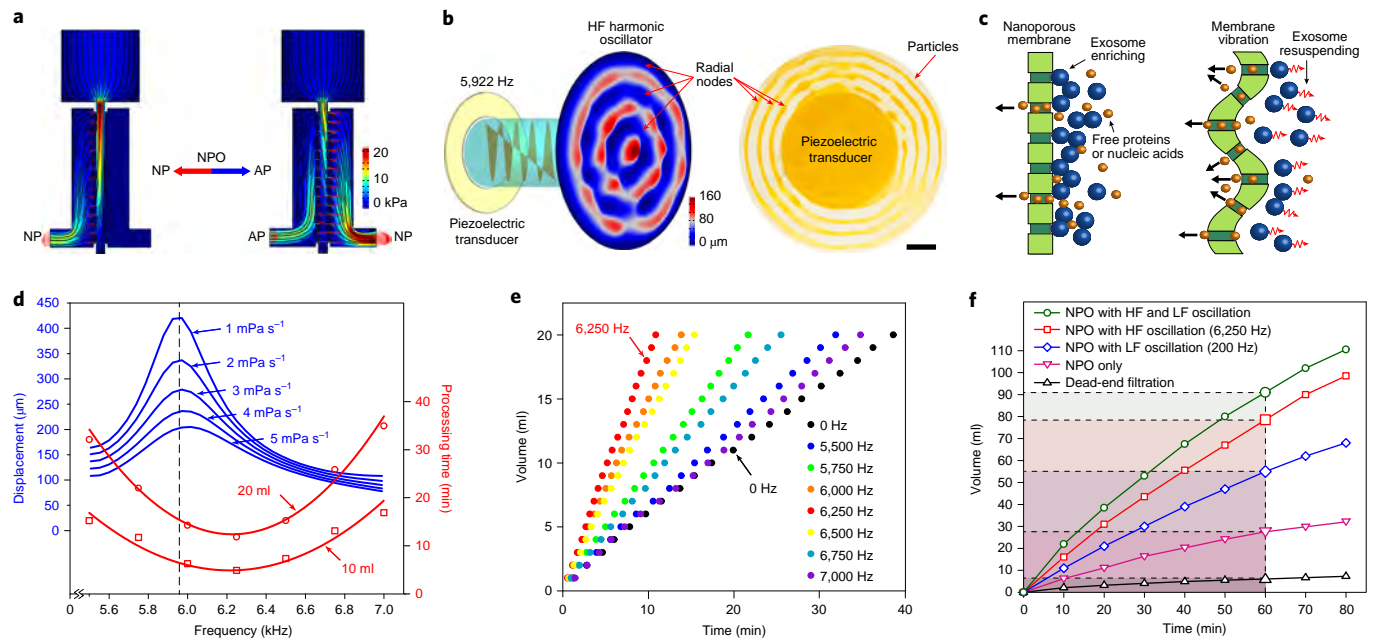 a
NPO
NP
AP
20
10
0 kPa
NP
AP
NP
b
HF harmonic
oscillator
5,922 Hz
Radial
nodes
Particles
Piezoelectric
transducer
Piezoelectric
transducer
160
80
0 µm
c
Nanoporous
membrane
Exosome
enriching
Free proteins
or nucleic acids
Membrane
vibration
Exosome
resuspending
d
Displacement (µm)
450
400
350
300
250
200
150
100
50
0
1 mPa s⁻¹
2 mPa s⁻¹
3 mPa s⁻¹
4 mPa s⁻¹
5 mPa s⁻¹
20 ml
10 ml
Processing time (min)
40
30
20
10
0
0 5.6 5.8 6.0 6.2 6.4 6.6 6.8 7.0
Frequency (kHz)
e
Volume (ml)
20
15
10
5
0
6,250 Hz
0 Hz
0 Hz
5,500 Hz
5,750 Hz
6,000 Hz
6,250 Hz
6,500 Hz
6,750 Hz
7,000 Hz
0 10 20 30 40
Time (min)
f
NPO with HF and LF oscillation
NPO with HF oscillation (6,250 Hz)
NPO with LF oscillation (200 Hz)
NPO only
Dead-end filtration
Volume (ml)
110
100
90
80
70
60
50
40
30
20
10
0
0 10 20 30 40 50 60 70 80
Time (min)